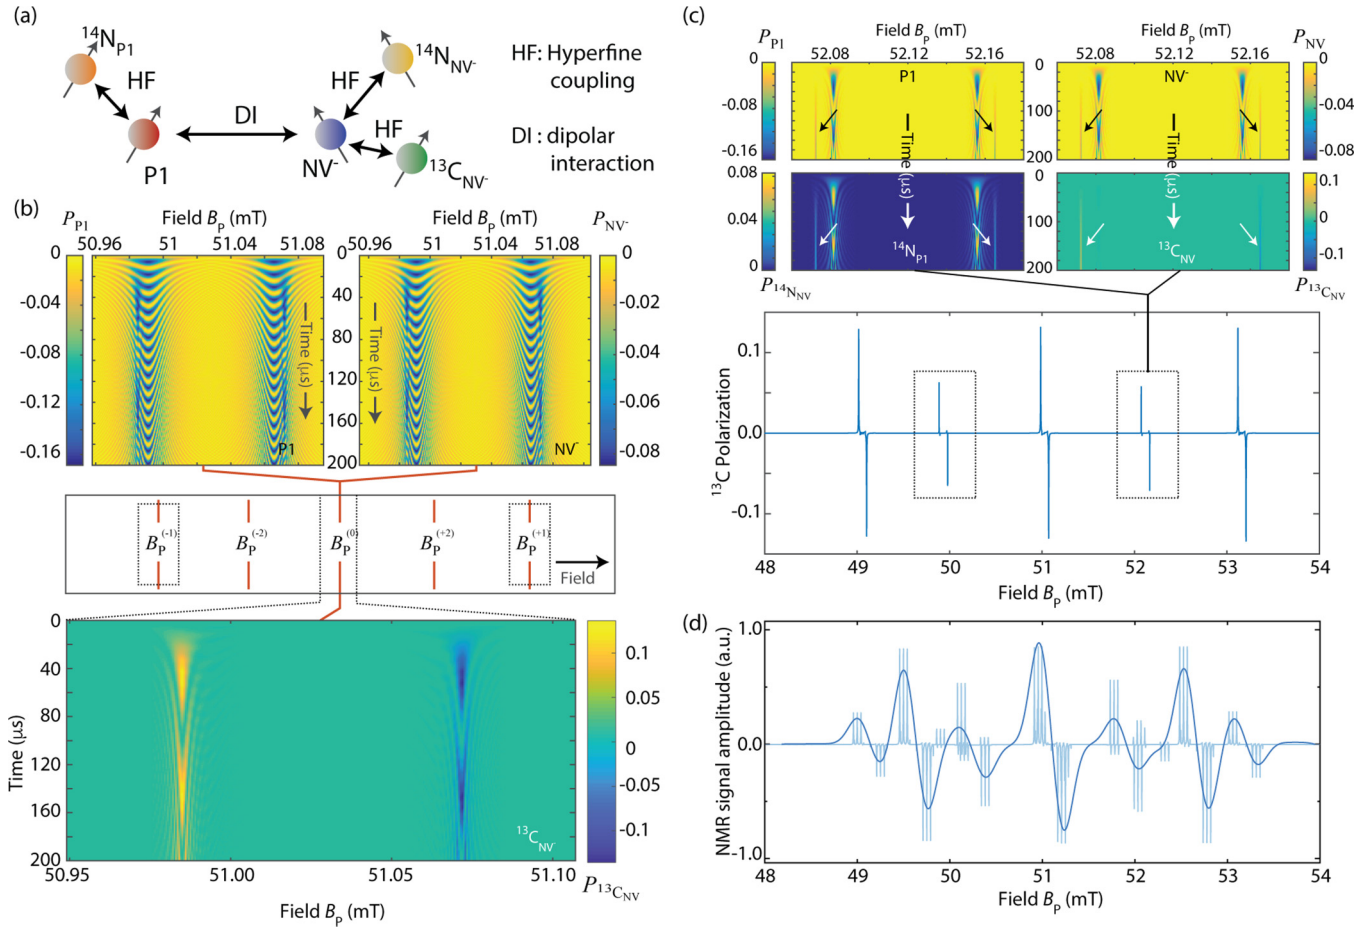 (a)
14NP1
HF
P1
DI
NV-
HF
14NNV-
HF
13CNV-
HF: Hyperfine
coupling
DI : dipolar
interaction
(b)
PP1
Field BP (mT)
Field BP (mT)
PNV-
50.96 51 51.04 51.08
50.96 51 51.04 51.08
0
-0.04
-0.08
-0.12
-0.16
0
40
80
120
160
200
Time (μs)
P1
Time (μs)
NV-
0
-0.02
-0.04
-0.06
-0.08
BP(-1)
BP(-2)
BP(0)
BP(+2)
BP(+1)
Field
0
40
80
120
160
200
Time (μs)
13CNV-
50.95 51.00 51.05 51.10
Field BP (mT)
0.1
0.05
0
-0.05
-0.1
P13CNV
(c)
PP1
Field BP (mT)
Field BP (mT)
PNV
52.08 52.12 52.16
52.08 52.12 52.16
0
-0.08
-0.16
P1
Time (μs)
NV-
0
100
200
Time (μs)
0
-0.04
-0.08
0.08
0.04
0
14NP1
0
100
200
13CNV
0.1
0
-0.1
P14NNV
P13CNV
13C Polarization
0.1
0.0
-0.1
48 49 50 51 52 53 54
Field BP (mT)
(d)
NMR signal amplitude (a.u.)
1.0
0.0
-1.0
48 49 50 51 52 53 54
Field BP (mT)